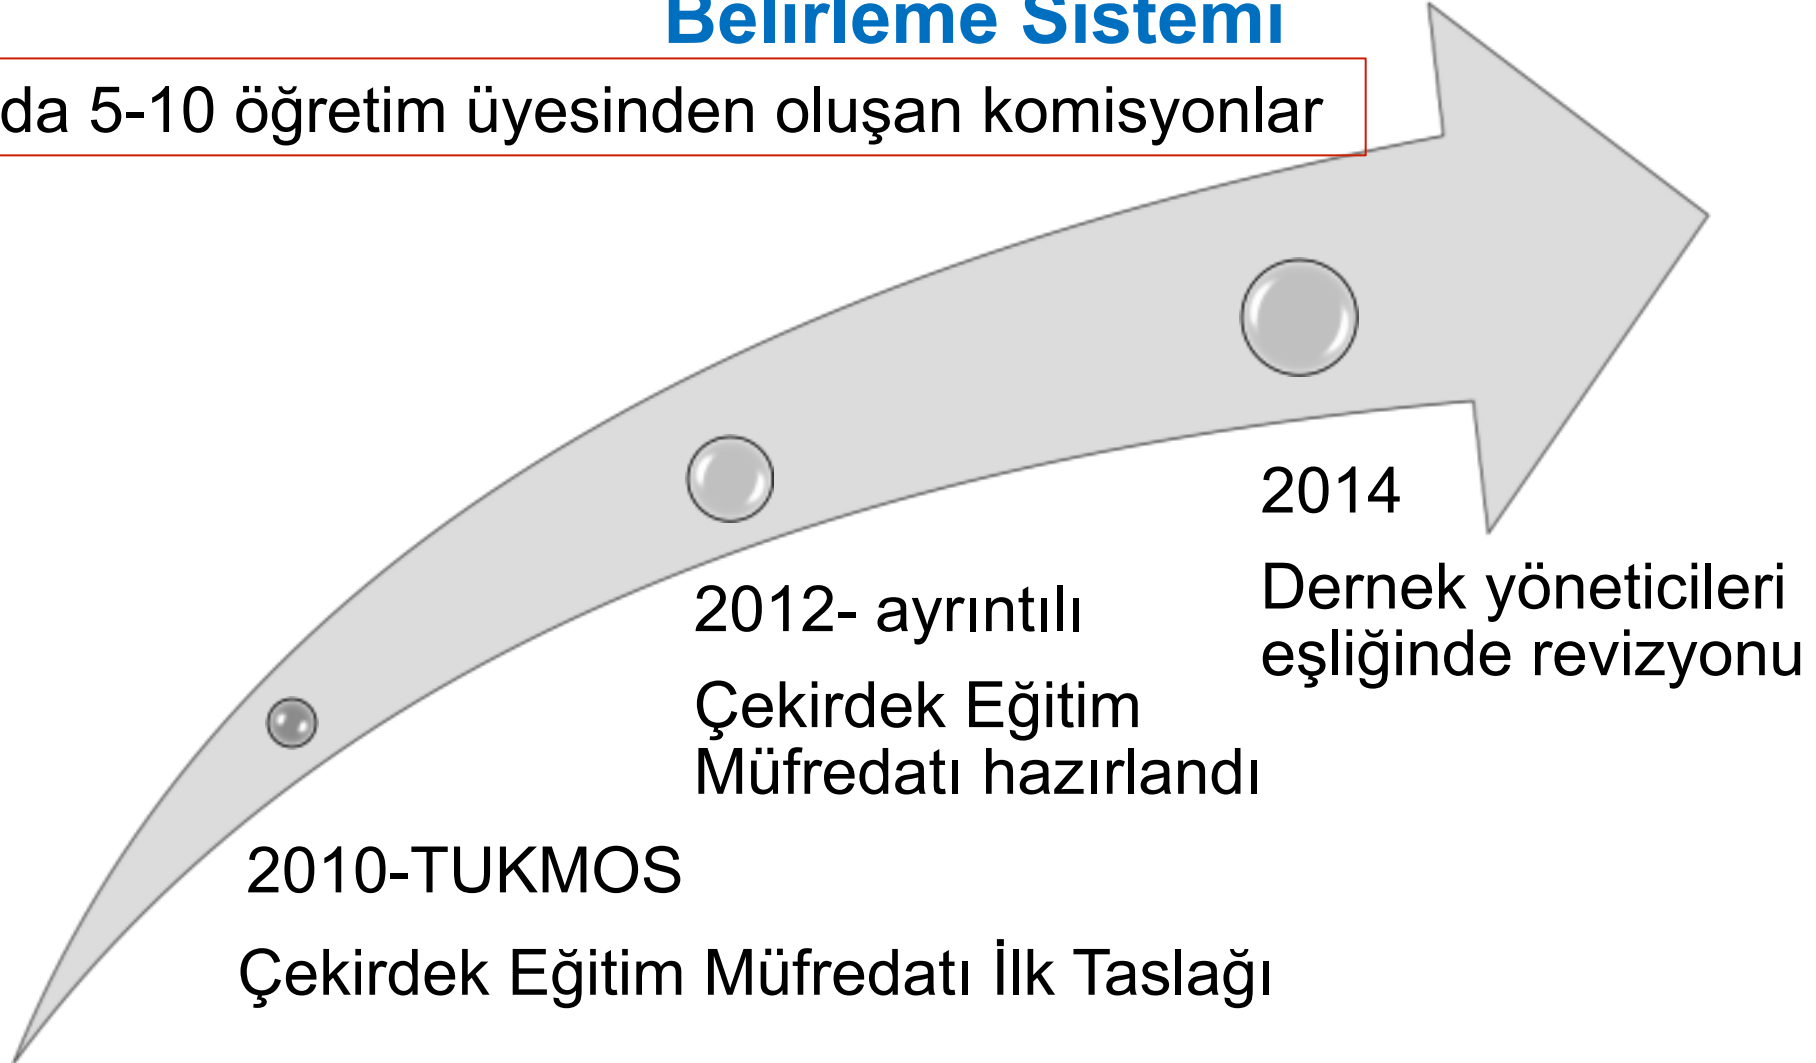 Belirleme Sistemi
da 5-10 öğretim üyesinden oluşan komisyonlar
2014
Dernek yöneticileri
eşliğinde revizyonu
2012- ayrıntılı
Çekirdek Eğitim
Müfredatı hazırlandı
2010-TUKMOS
Çekirdek Eğitim Müfredatı İlk Taslağı